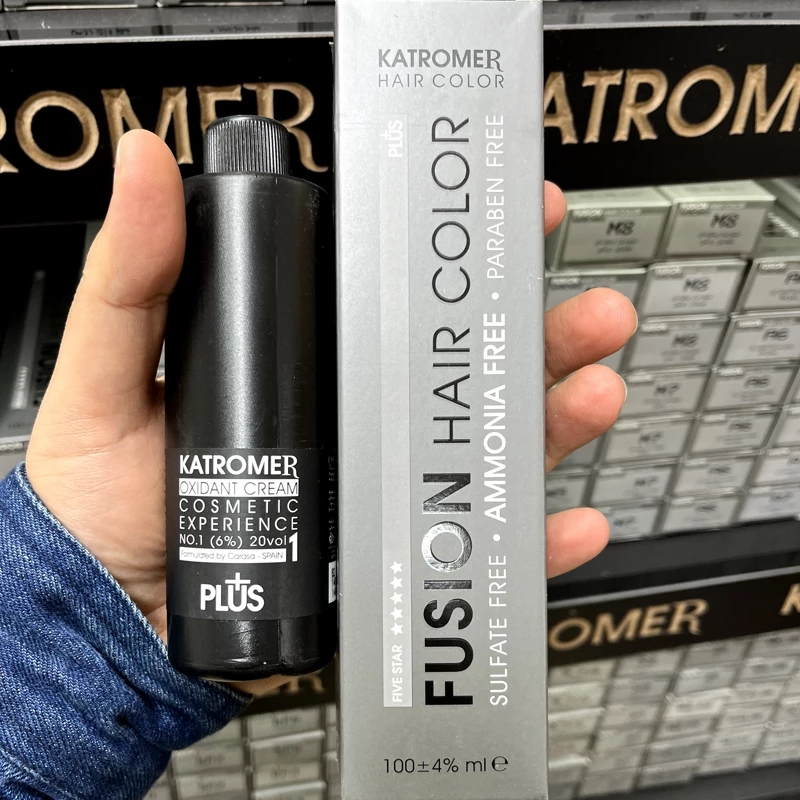 ROMER
KATROMER
OXIDANT CREAM
COSMETIC
EXPERIENCE
NO.1 (6%) 20vol 1
Formulated by Carasa - SPAIN
PLUS
KATROMER
HAIR COLOR
PLUS
FIVE STAR ★★★★★
FUSION HAIR COLOR
SULFATE FREE • AMMONIA FREE • PARABEN FREE
100±4% ml ℮
ATROM
OMER
K